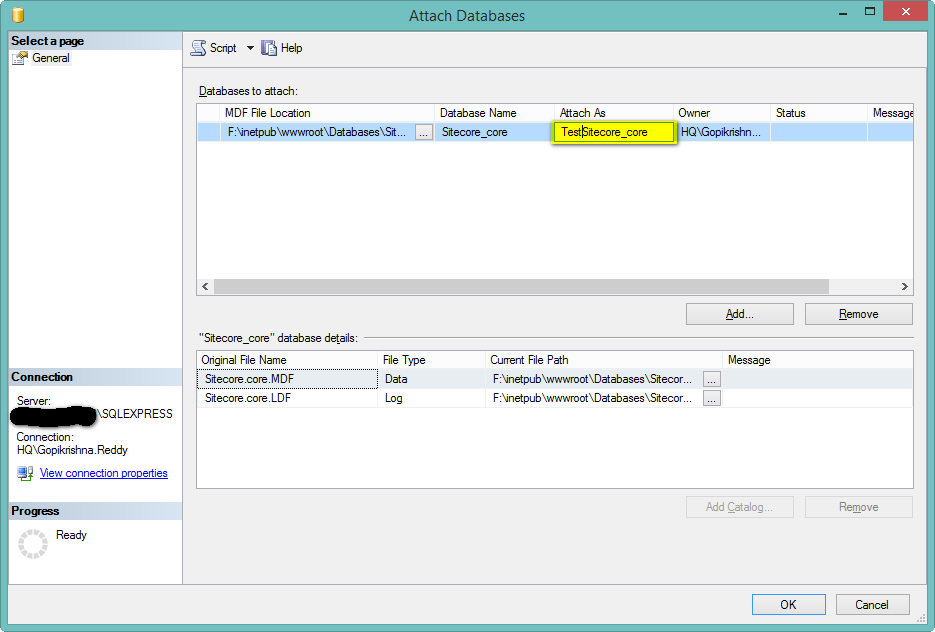 Attach Databases
Select a page
General
Script Help
Databases to attach:
MDF File Location Database Name Attach As Owner Status Message
F:\inetpub\wwwroot\Databases\Sit... ... Sitecore_core TestSitecore_core HQ\Gopikrishn...
Add... Remove
"Sitecore_core" database details:
Original File Name File Type Current File Path Message
Sitecore.core.MDF Data F:\inetpub\wwwroot\Databases\Sitecor... ...
Sitecore.core.LDF Log F:\inetpub\wwwroot\Databases\Sitecor... ...
Add Catalog... Remove
Connection
Server:
\SQLEXPRESS
Connection:
HQ\Gopikrishna.Reddy
View connection properties
Progress
Ready
OK Cancel